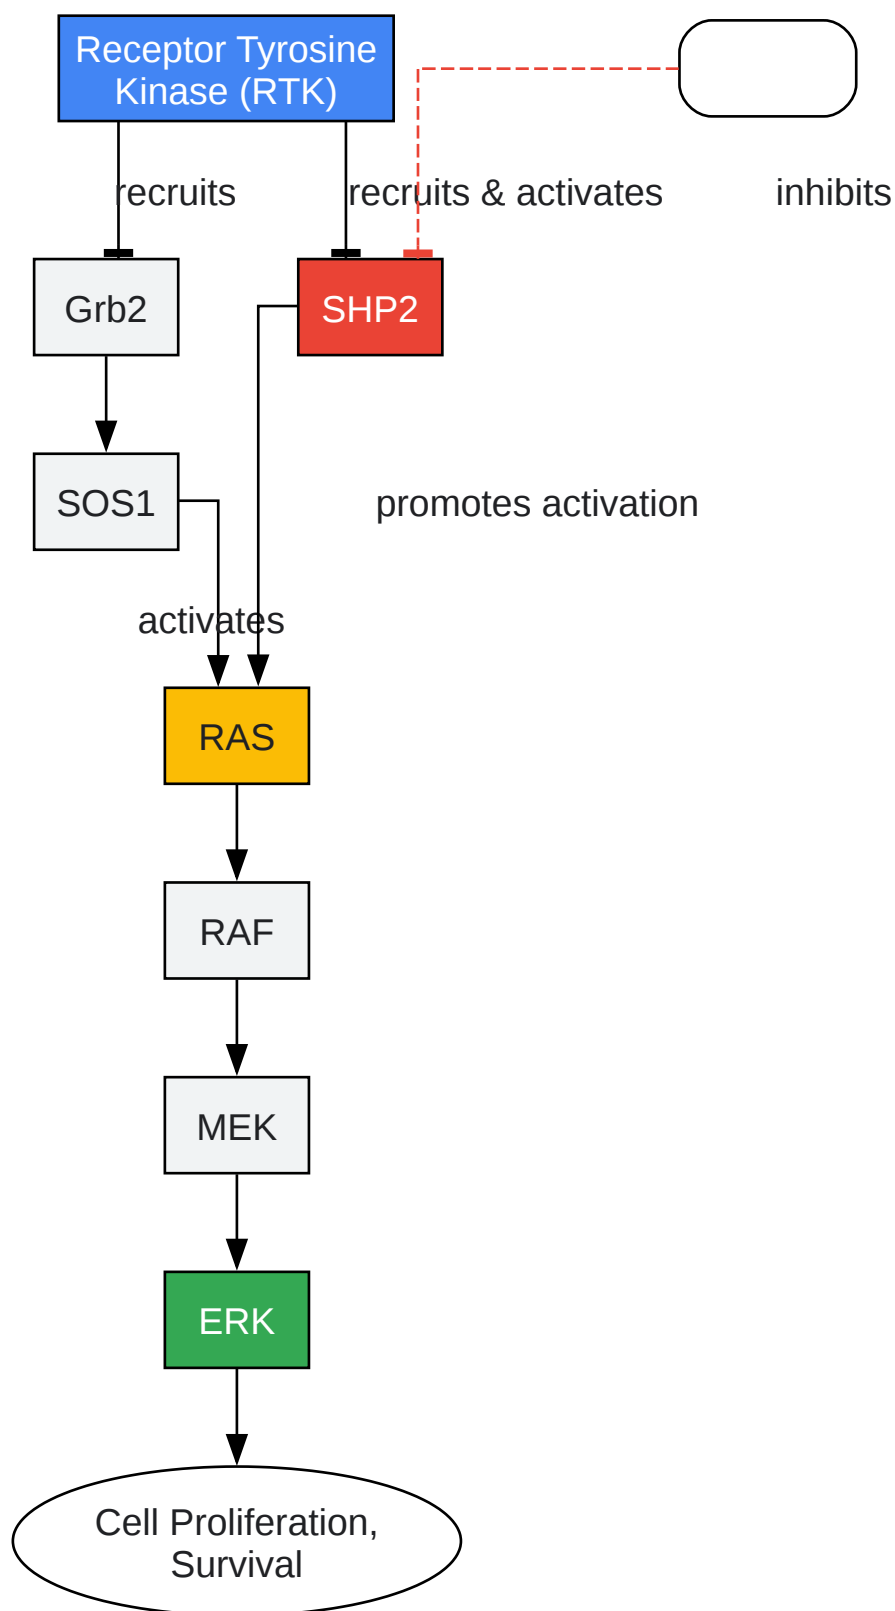 Receptor Tyrosine
Kinase (RTK)
recruits
recruits & activates
inhibits
Grb2
SHP2
SOS1
promotes activation
activates
RAS
RAF
MEK
ERK
Cell Proliferation,
Survival